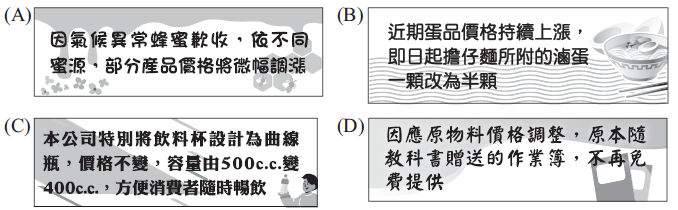 (A)
因氣候異常蜂蜜歉收，依不同
蜜源，部分產品價格將微幅調漲
(B)
近期蛋品價格持續上漲，
即日起擔仔麵所附的滷蛋
一顆改為半顆
(C)
本公司特別將飲料杯設計為曲線
瓶，價格不變，容量由500c.c.變
400c.c.，方便消費者隨時暢飲
(D)
因應原物料價格調整，原本隨
教科書贈送的作業簿，不再免
費提供